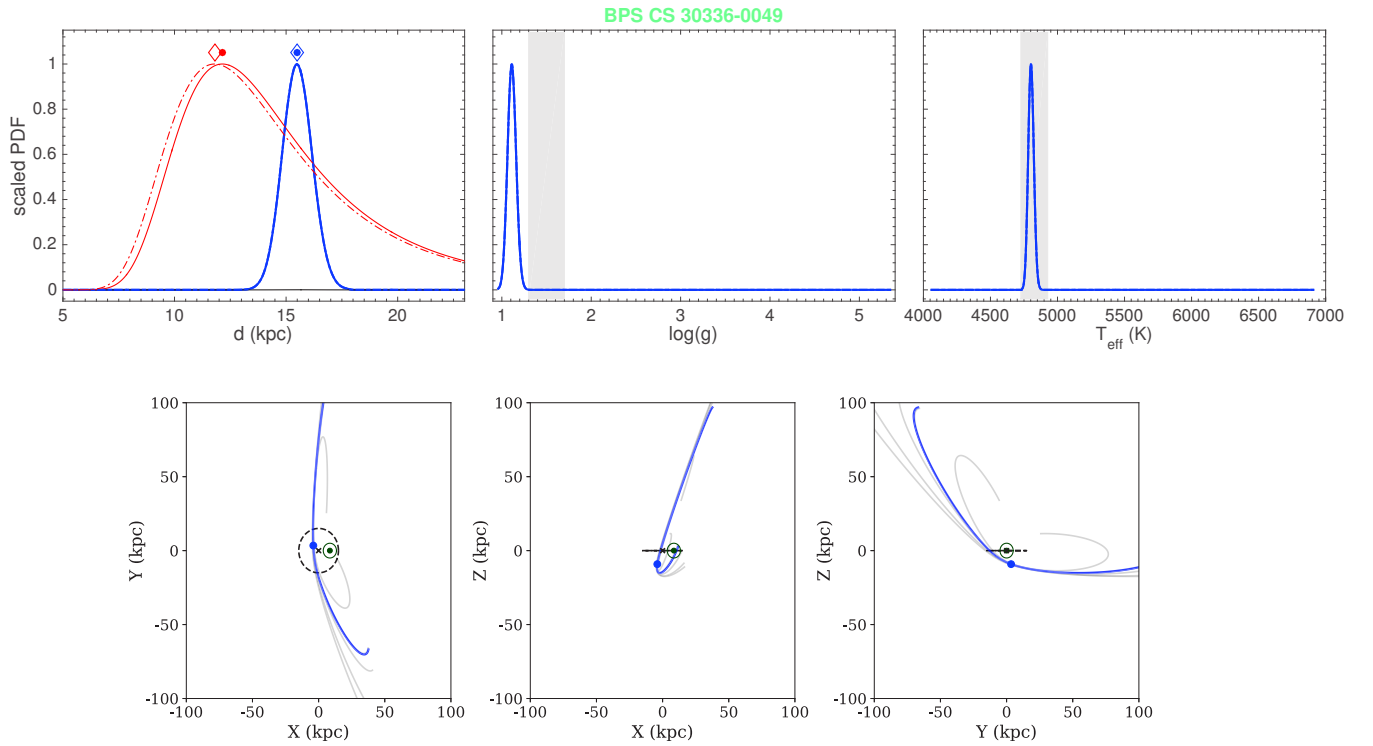 BPS CS 30336-0049
scaled PDF
1
0.8
0.6
0.4
0.2
0
5 10 15 20
d (kpc)
1 2 3 4 5
log(g)
4000 4500 5000 5500 6000 6500 7000
T_eff (K)
Y (kpc)
100
50
0
-50
-100
-100 -50 0 50 100
X (kpc)
Z (kpc)
100
50
0
-50
-100
-100 -50 0 50 100
X (kpc)
Z (kpc)
100
50
0
-50
-100
-100 -50 0 50 100
Y (kpc)